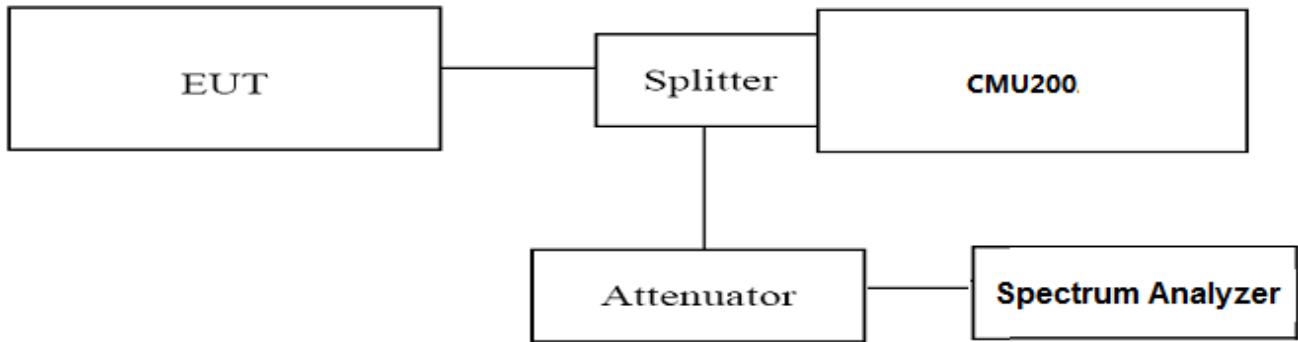 EUT
Splitter
CMU200
Attenuator
Spectrum Analyzer